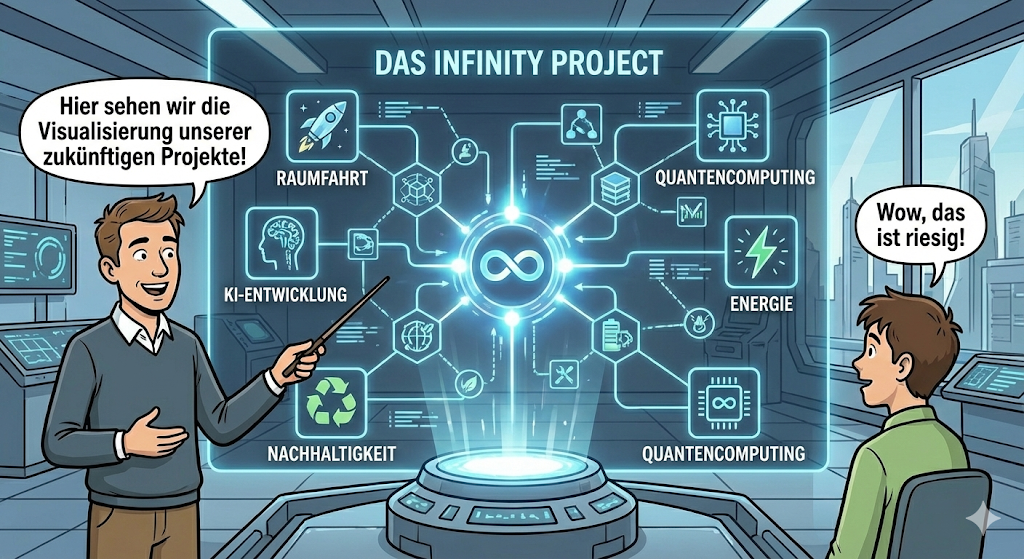 DAS INFINITY PROJECT
Hier sehen wir die
Visualisierung unserer
zukünftigen Projekte!
RAUMFAHRT
QUANTENCOMPUTING
Wow, das
ist riesig!
KI-ENTWICKLUNG
ENERGIE
NACHHALTIGKEIT
QUANTENCOMPUTING